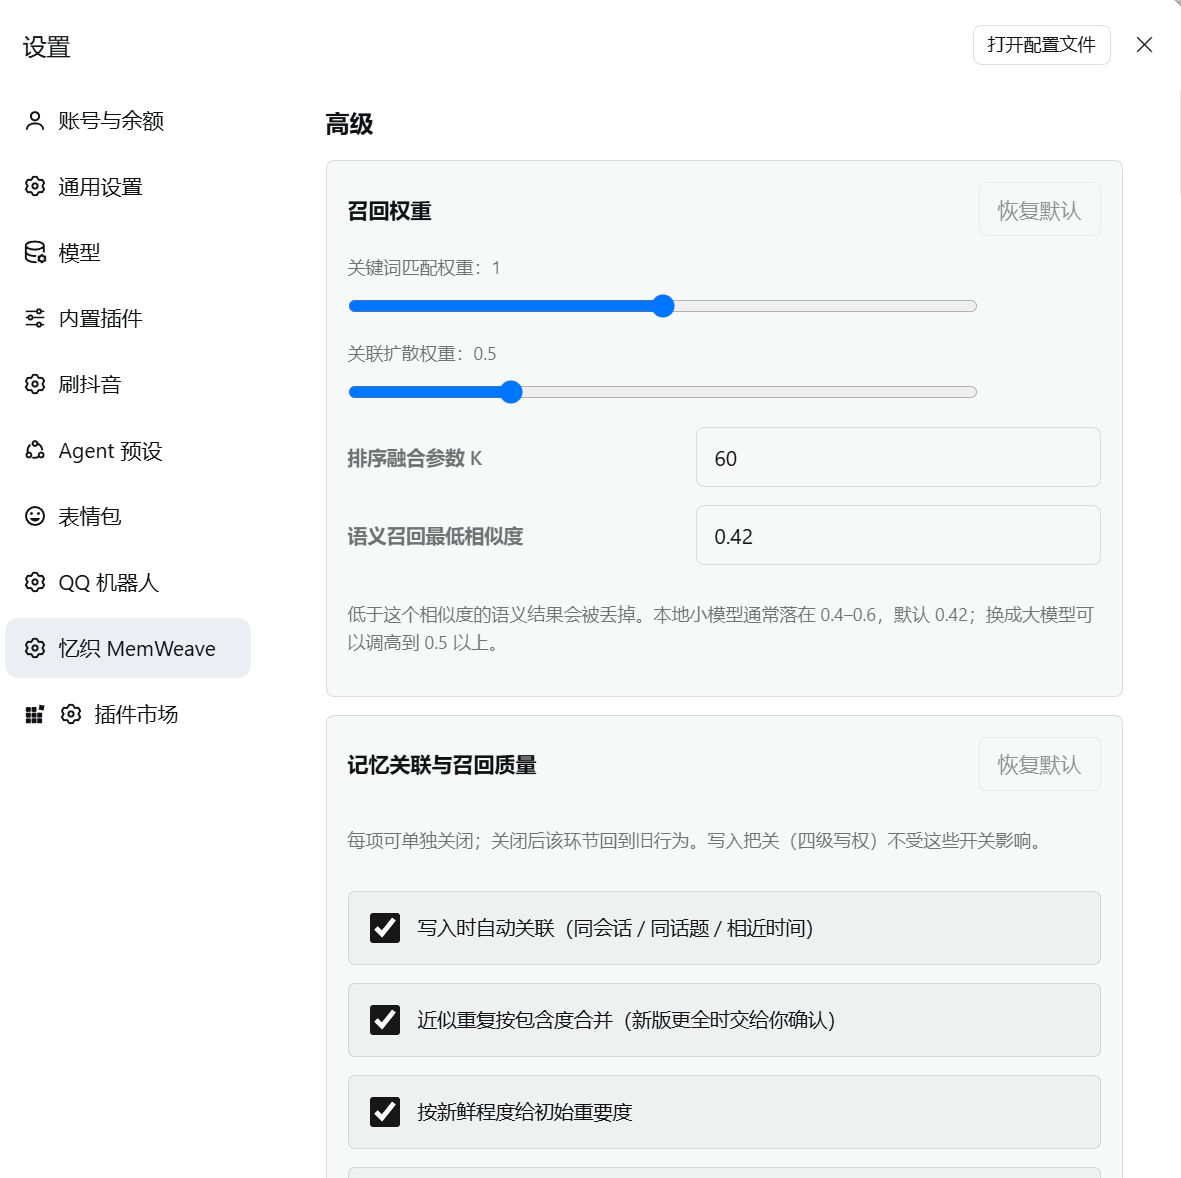 设置
打开配置文件
账号与余额
通用设置
模型
内置插件
刷抖音
Agent 预设
表情包
QQ 机器人
忆织 MemWeave
插件市场
高级
召回权重
恢复默认
关键词匹配权重：1
关联扩散权重：0.5
排序融合参数 K
60
语义召回最低相似度
0.42
低于这个相似度的语义结果会被丢掉。本地小模型通常落在 0.4–0.6，默认 0.42；换成大模型可
以调高到 0.5 以上。
记忆关联与召回质量
恢复默认
每项可单独关闭；关闭后该环节回到旧行为。写入把关（四级写权）不受这些开关影响。
写入时自动关联（同会话 / 同话题 / 相近时间）
近似重复按包含度合并（新版更全时交给你确认）
按新鲜程度给初始重要度